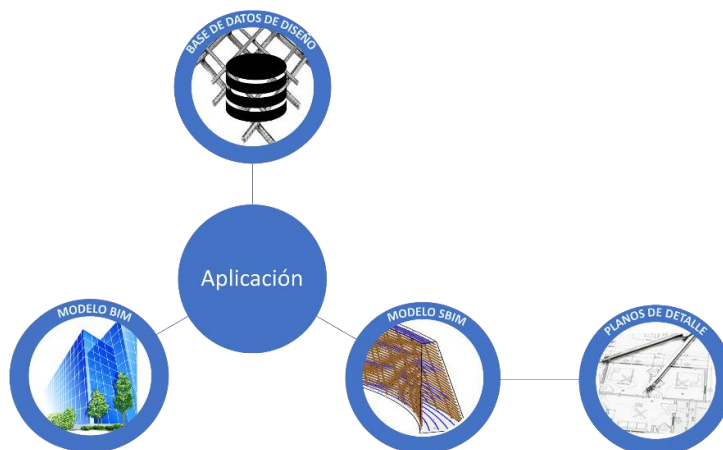 BASE DE DATOS DE DISEÑO
Aplicación
MODELO BIM
MODELO SBIM
PLANOS DE DETALLE